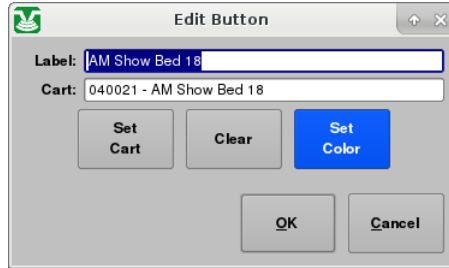 Edit Button
Label: AM Show Bed 18
Cart: 040021 - AM Show Bed 18
Set
Cart
Clear
Set
Color
OK
Cancel